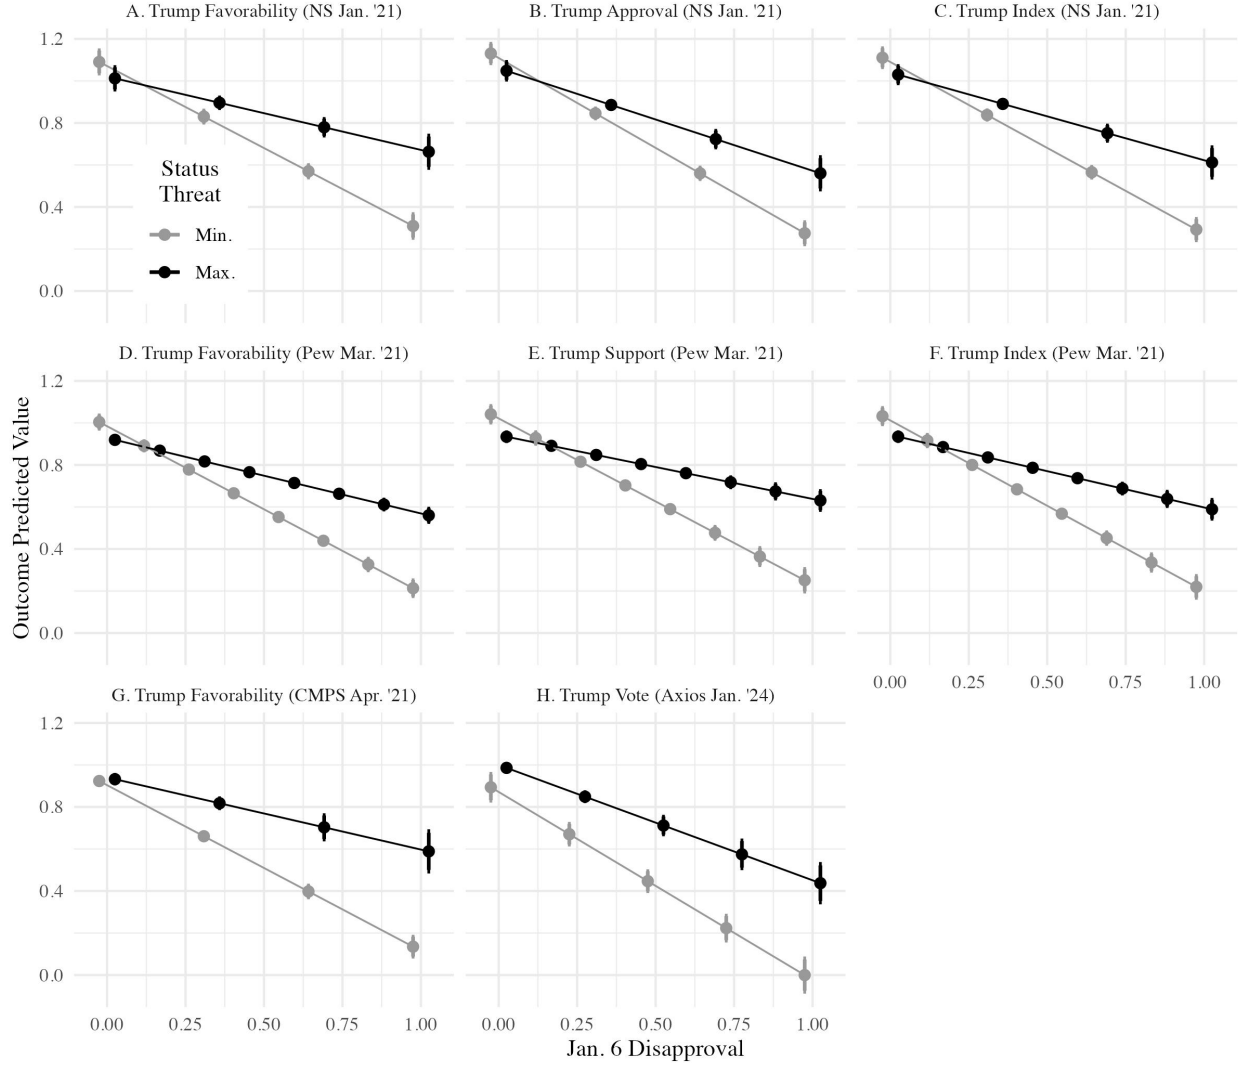 A. Trump Favorability (NS Jan. '21)
B. Trump Approval (NS Jan. '21)
C. Trump Index (NS Jan. '21)
1.2
0.8
0.4
0.0
Status
Threat
Min.
Max.
D. Trump Favorability (Pew Mar. '21)
E. Trump Support (Pew Mar. '21)
F. Trump Index (Pew Mar. '21)
1.2
0.8
0.4
0.0
Outcome Predicted Value
0.00 0.25 0.50 0.75 1.00
G. Trump Favorability (CMPS Apr. '21)
H. Trump Vote (Axios Jan. '24)
1.2
0.8
0.4
0.0
0.00 0.25 0.50 0.75 1.00
0.00 0.25 0.50 0.75 1.00
Jan. 6 Disapproval